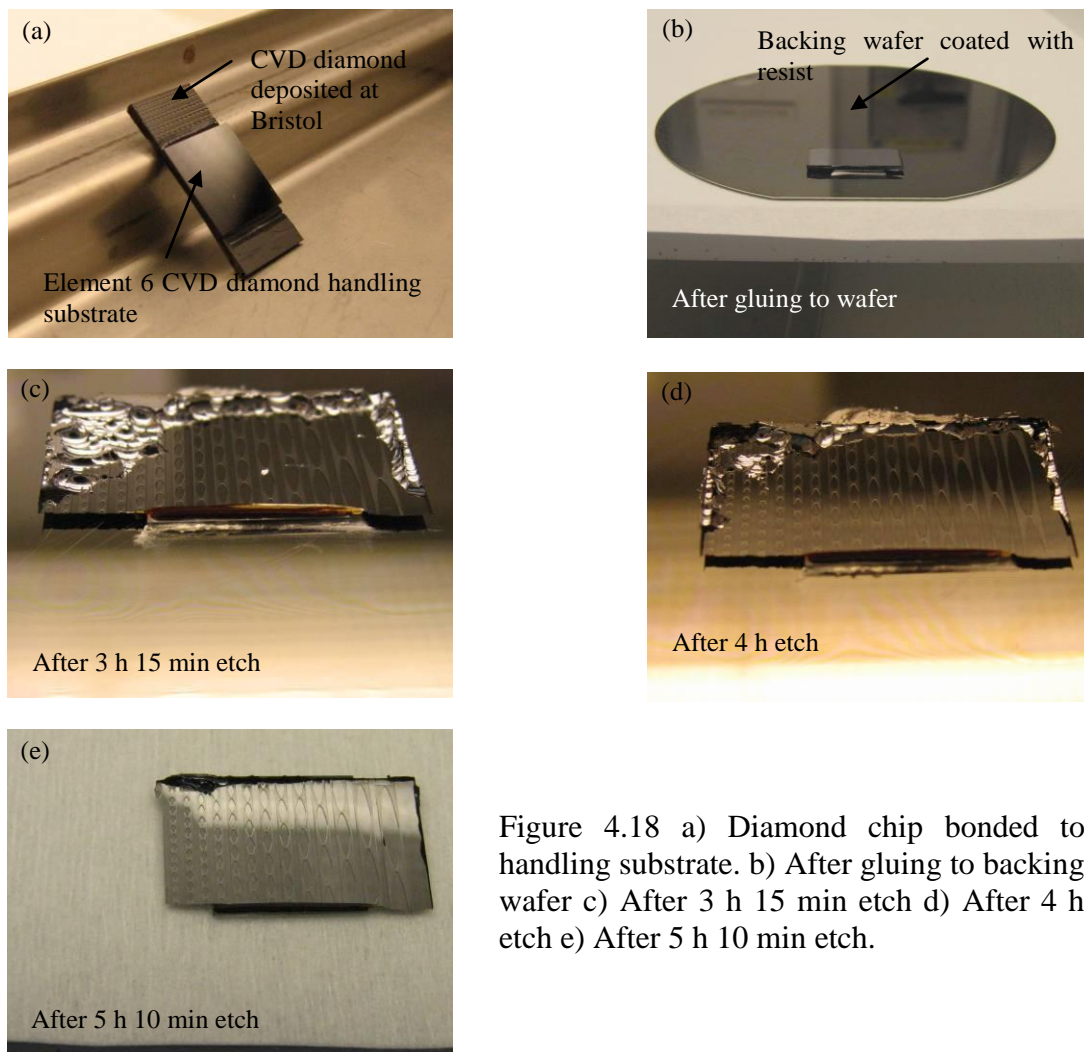 (a)
CVD diamond
deposited at
Bristol
Element 6 CVD diamond handling
substrate
(b)
Backing wafer coated with
resist
After gluing to wafer
(c)
After 3 h 15 min etch
(d)
After 4 h etch
(e)
After 5 h 10 min etch
Figure 4.18 a) Diamond chip bonded to
handling substrate. b) After gluing to backing
wafer c) After 3 h 15 min etch d) After 4 h
etch e) After 5 h 10 min etch.